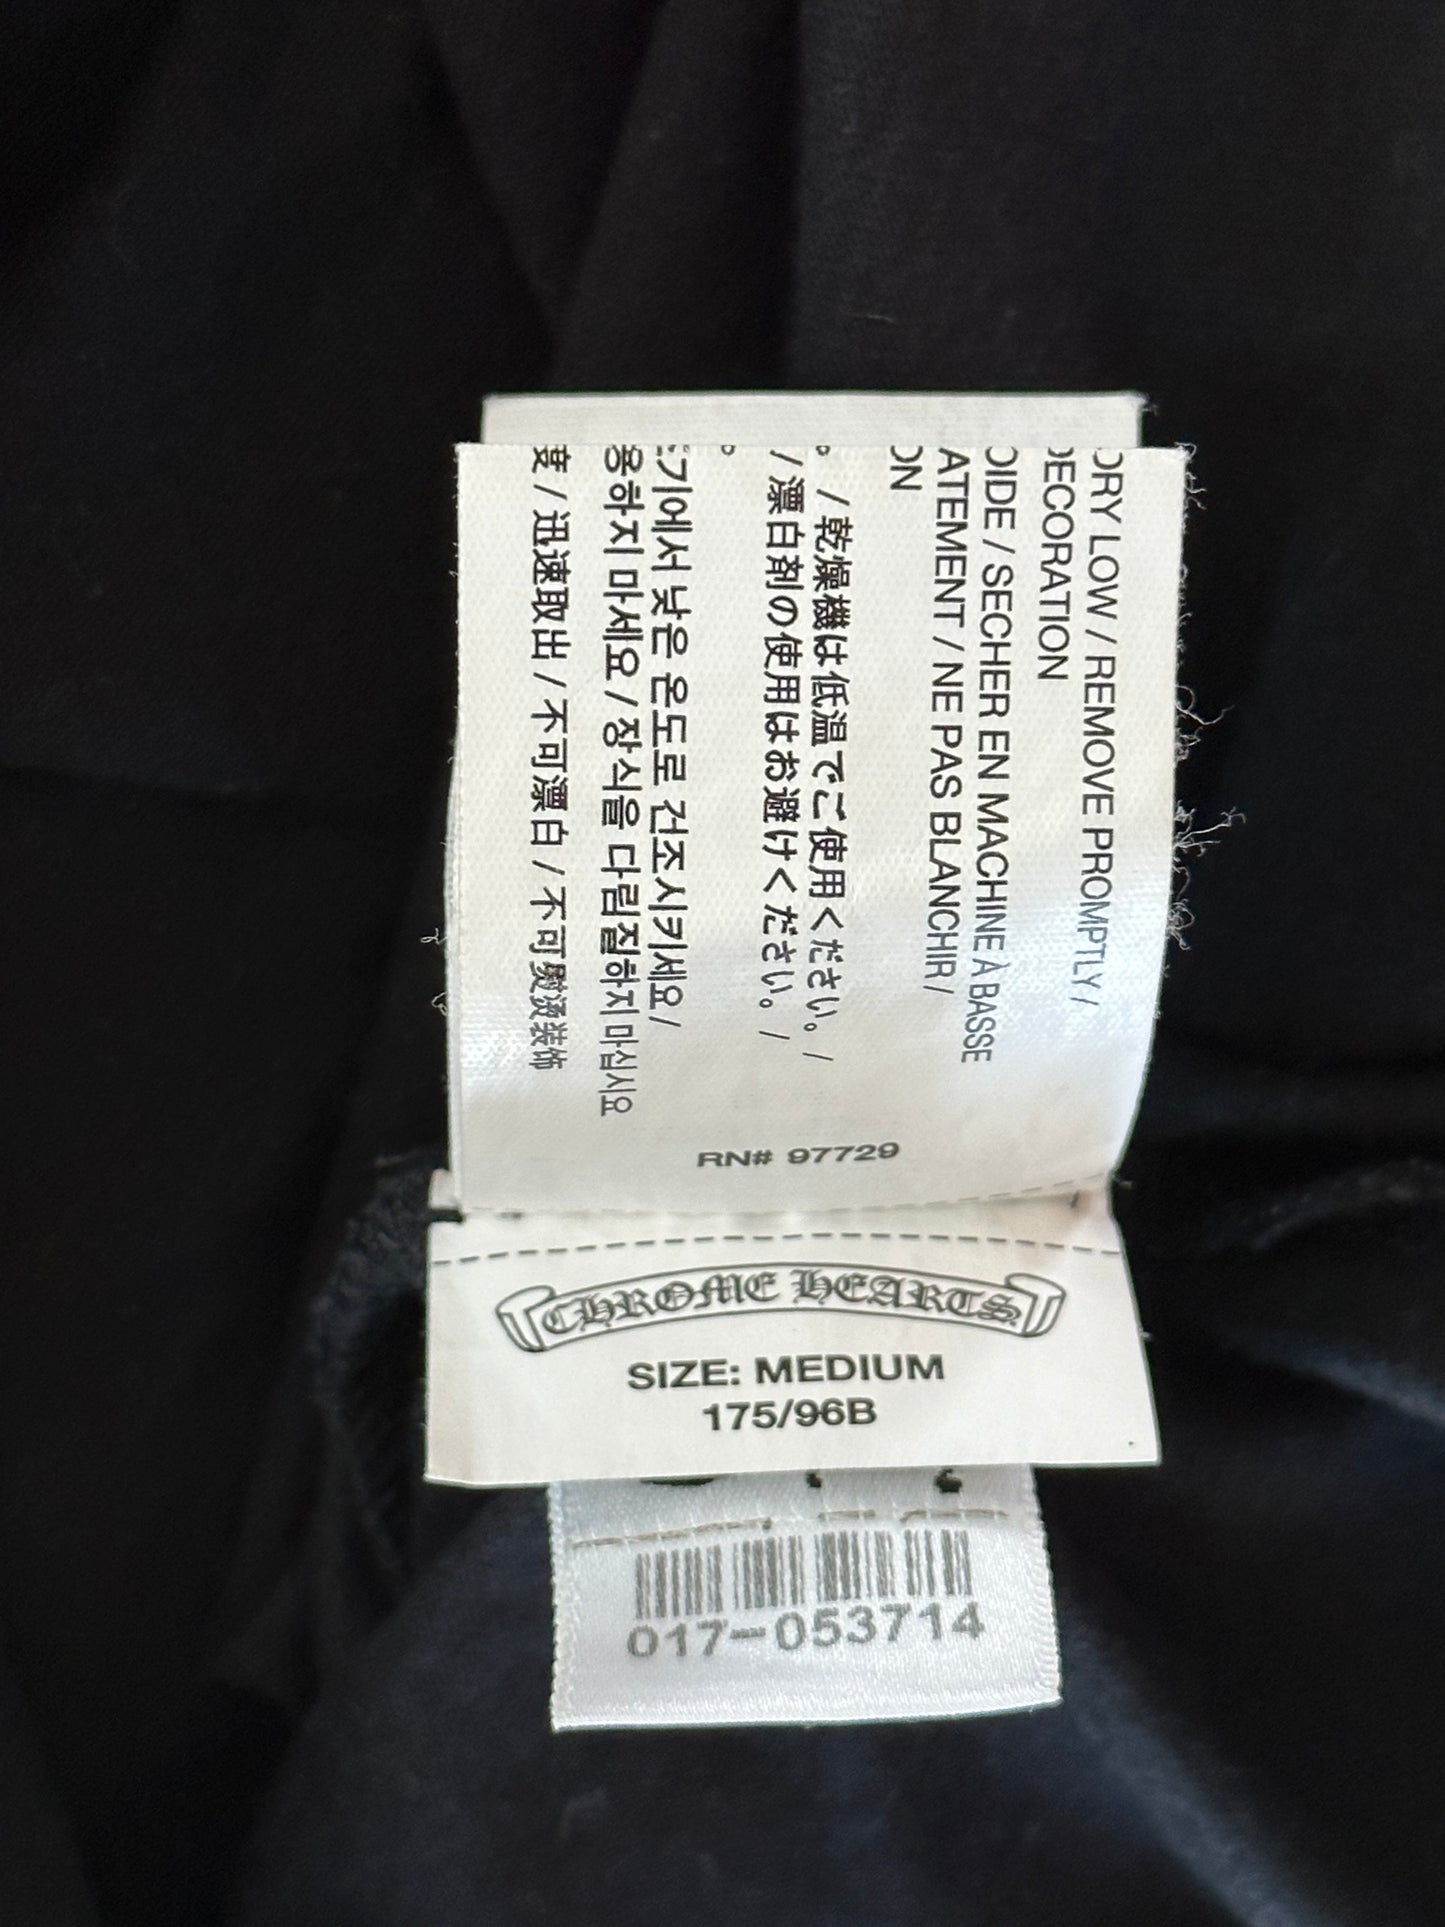 DRY LOW / REMOVE PROMPTLY /
DECORATION
OIDE / SECHER EN MACHINE À BASSE
ATEMENT / NE PAS BLANCHIR /
ON
。 / 乾燥機は低温でご使用ください。 /
/ 漂白剤の使用はお避けください。 /
。
기에서 낮은 온도로 건조시키세요 /
용하지 마세요 / 장식을 다림질하지 마십시오
度 / 迅速取出 / 不可漂白 / 不可熨烫装饰
RN# 97729
CHROME HEARTS
SIZE: MEDIUM
175/96B
017-053714